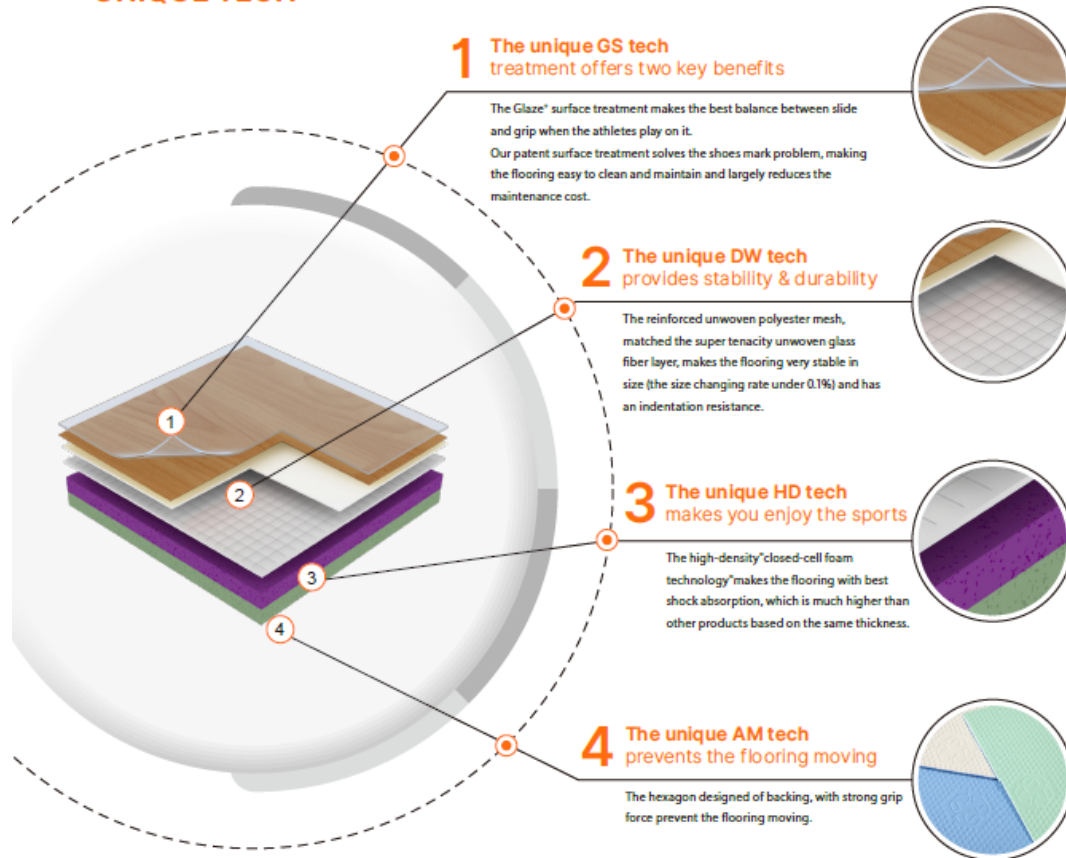 1
The unique GS tech
treatment offers two key benefits
The Glaze® surface treatment makes the best balance between slide
and grip when the athletes play on it.
Our patent surface treatment solves the shoes mark problem, making
the flooring easy to clean and maintain and largely reduces the
maintenance cost.
2
The unique DW tech
provides stability & durability
The reinforced unwoven polyester mesh,
matched the super tenacity unwoven glass
fiber layer, makes the flooring very stable in
size (the size changing rate under 0.1%) and has
an indentation resistance.
3
The unique HD tech
makes you enjoy the sports
The high-density"closed-cell foam
technology"makes the flooring with best
shock absorption, which is much higher than
other products based on the same thickness.
4
The unique AM tech
prevents the flooring moving
The hexagon designed of backing, with strong grip
force prevent the flooring moving.
1
2
3
4